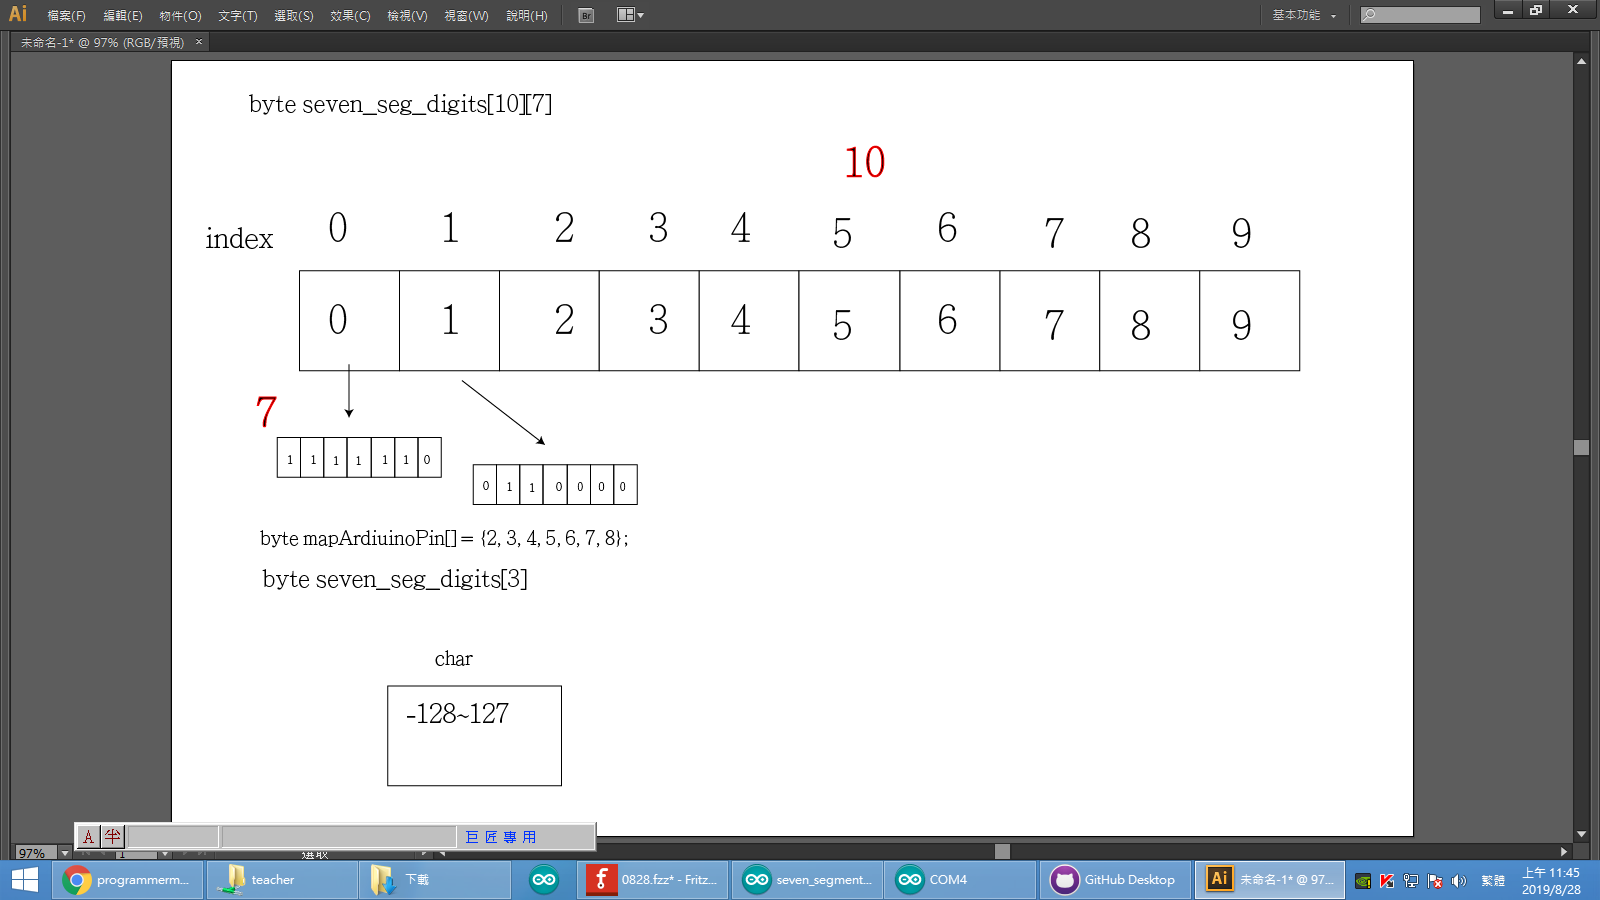 Ai 檔案(F) 編輯(E) 物件(O) 文字(T) 選取(S) 效果(C) 檢視(V) 視窗(W) 說明(H) Br 基本功能
未命名-1* @ 97% (RGB/預視) ×
byte seven_seg_digits[10][7]
10
index 0 1 2 3 4 5 6 7 8 9
0 1 2 3 4 5 6 7 8 9
7
1 1 1 1 1 1 0
0 1 1 0 0 0 0
byte mapArdiuinoPin[] = {2, 3, 4, 5, 6, 7, 8};
byte seven_seg_digits[3]
char
-128~127
A 半 巨匠專用
97% 1 選取
programmerm... teacher 下載 0828.fzz* - Fritz... seven_segment... COM4 GitHub Desktop Ai 未命名-1* @ 97... 繁體 上午 11:45
2019/8/28